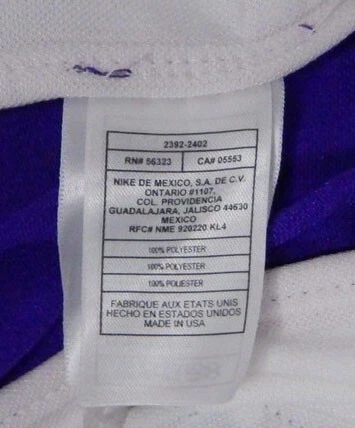 2392-2402
RN# 56323 CA# 05553
NIKE DE MEXICO, S.A. DE C.V.
ONTARIO #1107,
COL. PROVIDENCIA
GUADALAJARA, JALISCO 44630
MEXICO
RFC# NME 920220 KL4
100% POLYESTER
100% POLYESTER
100% POLIESTER
FABRIQUE AUX ETATS UNIS
HECHO EN ESTADOS UNIDOS
MADE IN USA